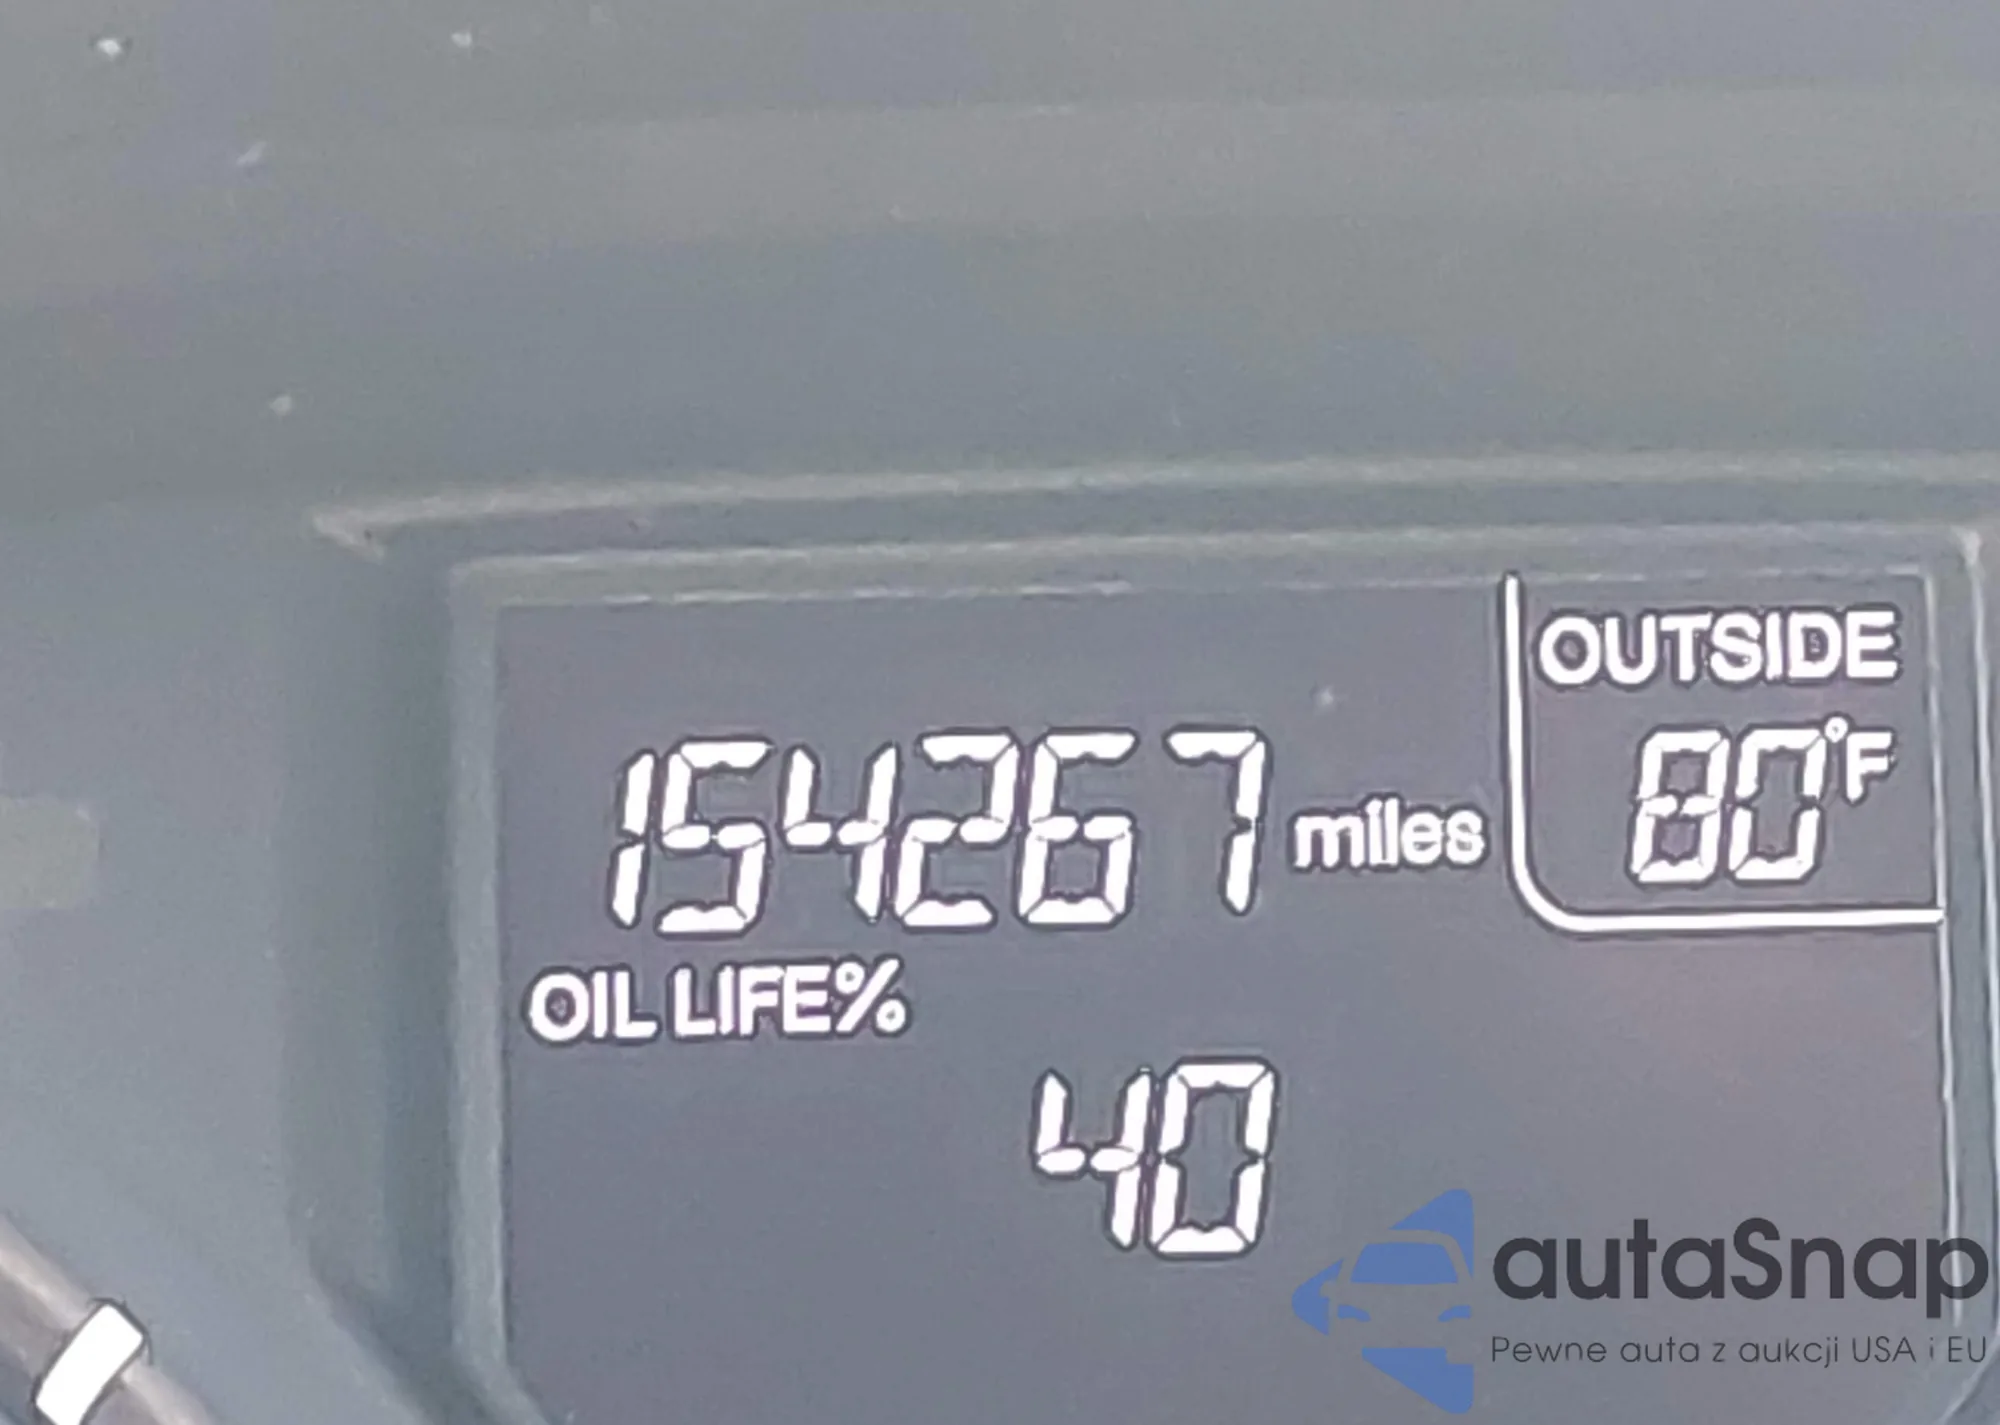 OUTSIDE
80°F
154267 miles
OIL LIFE%
40
autaSnap
Pewne auta z aukcji USA i EU